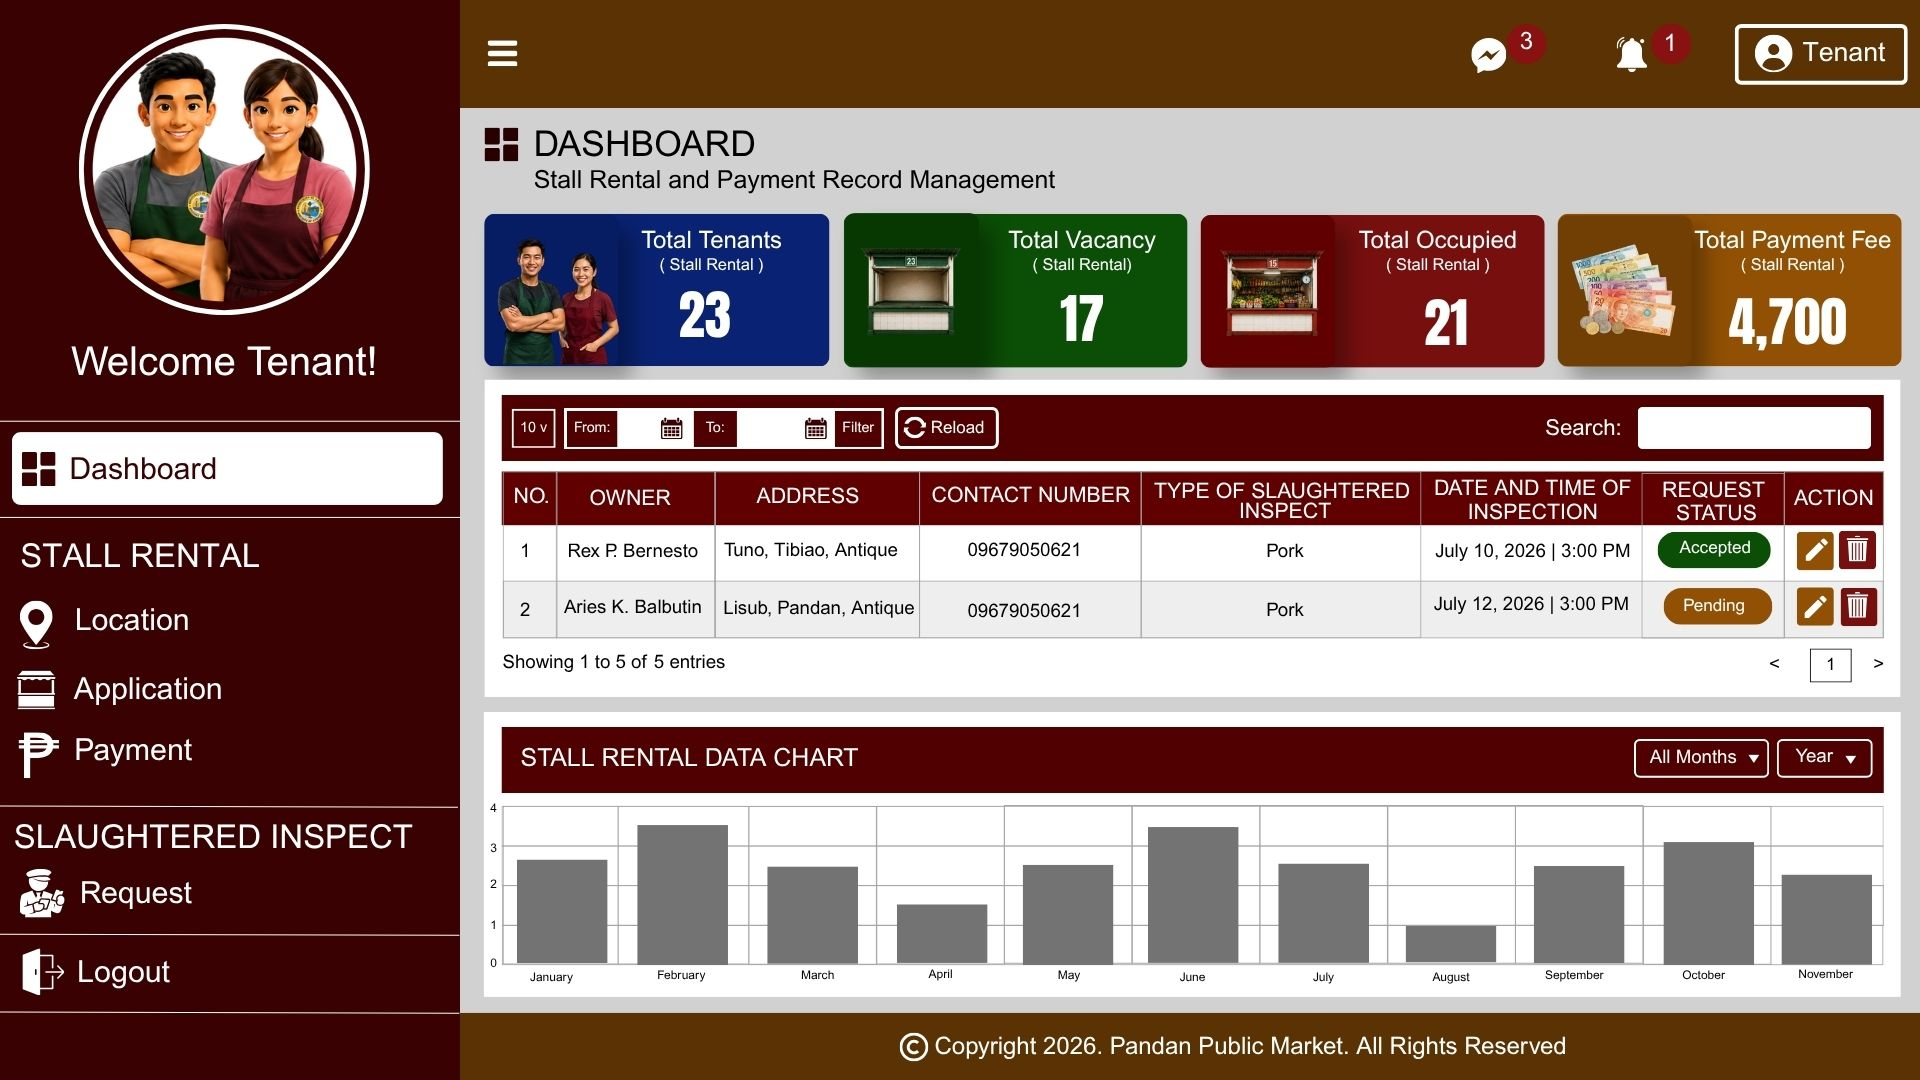 3
1
Tenant
Welcome Tenant!
Dashboard
STALL RENTAL
Location
Application
Payment
SLAUGHTERED INSPECT
Request
Logout
DASHBOARD
Stall Rental and Payment Record Management
Total Tenants
( Stall Rental )
23
23
Total Vacancy
( Stall Rental)
17
15
Total Occupied
( Stall Rental )
21
Total Payment Fee
( Stall Rental )
4,700
10 v From: To: Filter Reload Search:
NO. OWNER ADDRESS CONTACT NUMBER TYPE OF SLAUGHTERED INSPECT DATE AND TIME OF INSPECTION REQUEST STATUS ACTION
1 Rex P. Bernesto Tuno, Tibiao, Antique 09679050621 Pork July 10, 2026 | 3:00 PM Accepted
2 Aries K. Balbutin Lisub, Pandan, Antique 09679050621 Pork July 12, 2026 | 3:00 PM Pending
Showing 1 to 5 of 5 entries
< 1 >
STALL RENTAL DATA CHART
All Months ▼ Year ▼
4
3
2
1
0
January February March April May June July August September October November
© Copyright 2026. Pandan Public Market. All Rights Reserved